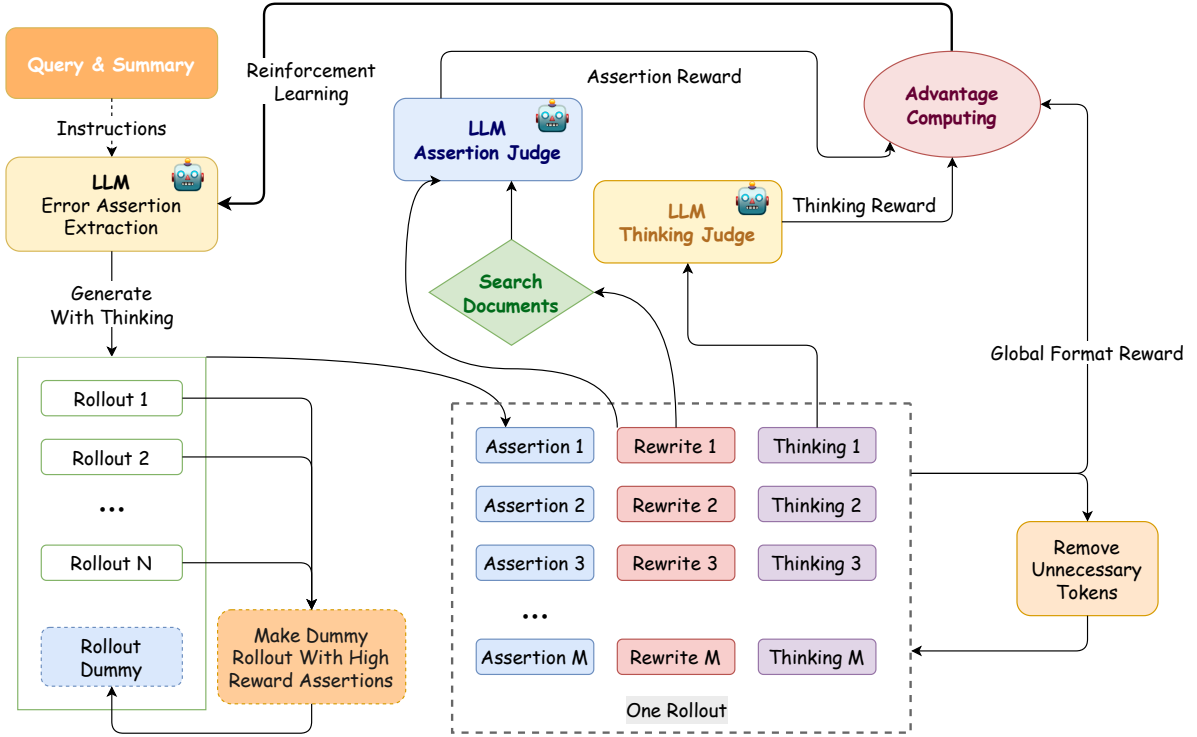 Query & Summary
Instructions
LLM
Error Assertion
Extraction
Generate
With Thinking
Rollout 1
Rollout 2
...
Rollout N
Rollout
Dummy
Make Dummy
Rollout With High
Reward Assertions
Reinforcement
Learning
LLM
Assertion Judge
Assertion Reward
Advantage
Computing
LLM
Thinking Judge
Thinking Reward
Search
Documents
Global Format Reward
Assertion 1 Rewrite 1 Thinking 1
Assertion 2 Rewrite 2 Thinking 2
Assertion 3 Rewrite 3 Thinking 3
...
Assertion M Rewrite M Thinking M
One Rollout
Remove
Unnecessary
Tokens